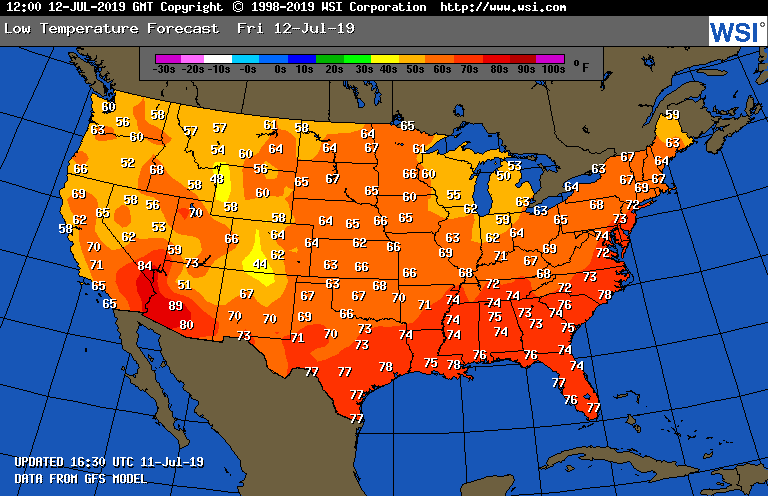 12:00 12-JUL-2019 GMT Copyright © 1998-2019 WSI Corporation http://www.wsi.com
Low Temperature Forecast Fri 12-Jul-19
WSI
-30s -20s -10s -0s 0s 10s 20s 30s 40s 50s 60s 70s 80s 90s 100s °F
60 59
56 58 61 58 65
63 57 57 64
60 63
54 60 64 64 67 61
67 64
52 53
66 68 56 63
48 66 60 50
58 65 67 67 67
69 60 65 55 64 69
58 56 60 63
65 70 58 62 63 68 72
62 58 64 65 66 65 59 65 73
58 53
62 66 64 63 62 64 74
70 59 64 62 66 69
84 73 62 69 71 67 72
71 44 63 66
66 68 68 73
65 51 63 68 72
67 67 67 70 72 78
65 89 71 74 74 74 76
80 70 70 69 66 74 75 73 74
73 75
73 71 70 73 74 74 74
73 74
77 77 78 75 78 76 76 74
77 77
76 77
77
UPDATED 16:30 UTC 11-Jul-19
DATA FROM GFS MODEL